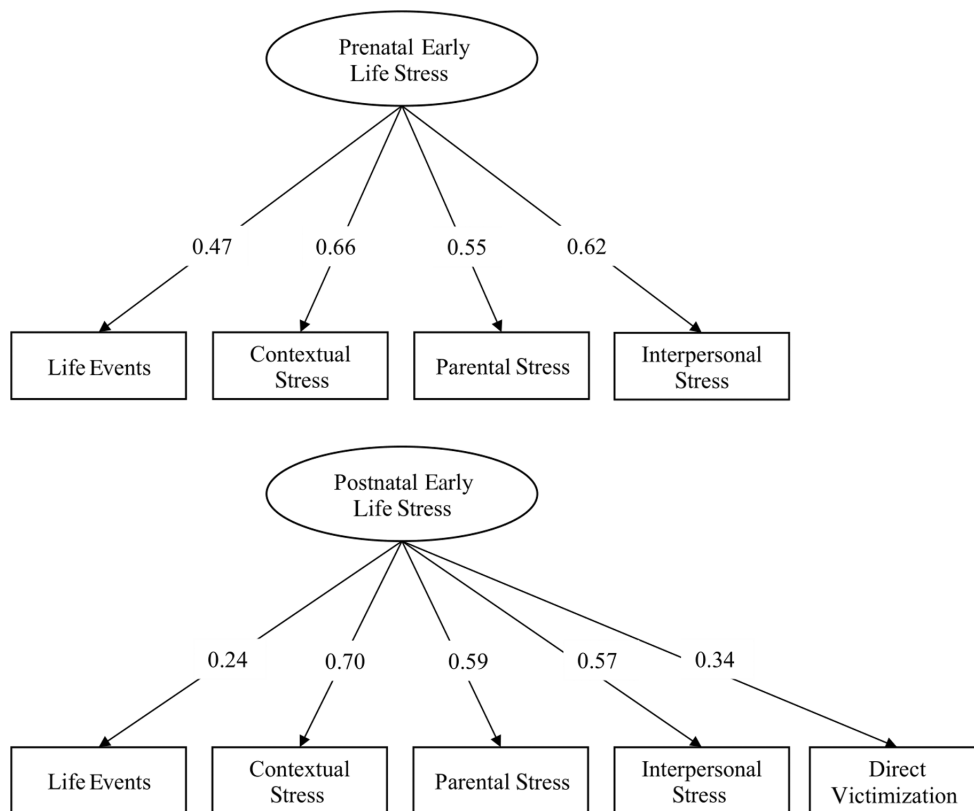 Prenatal Early
Life Stress
0.47
0.66
0.55
0.62
Life Events
Contextual
Stress
Parental Stress
Interpersonal
Stress
Postnatal Early
Life Stress
0.24
0.70
0.59
0.57
0.34
Life Events
Contextual
Stress
Parental Stress
Interpersonal
Stress
Direct
Victimization